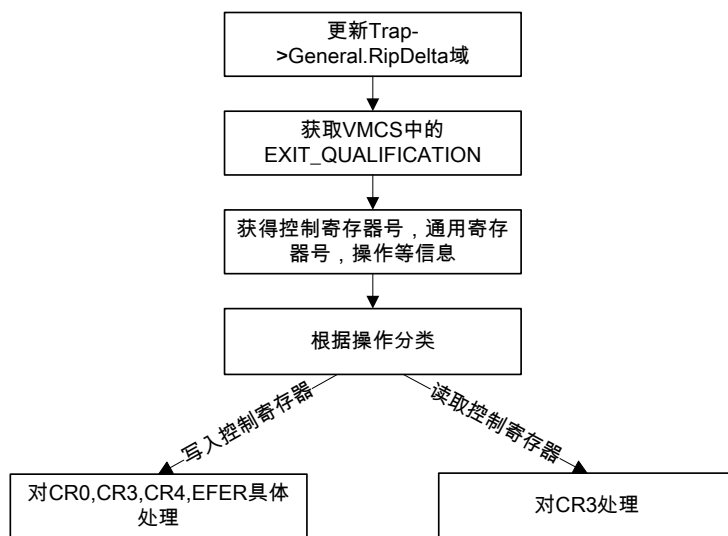 更新Trap-
>General.RipDelta域
获取VMCS中的
EXIT_QUALIFICATION
获得控制寄存器号，通用寄存
器号，操作等信息
根据操作分类
写入控制寄存器
读取控制寄存器
对CR0,CR3,CR4,EFER具体
处理
对CR3处理